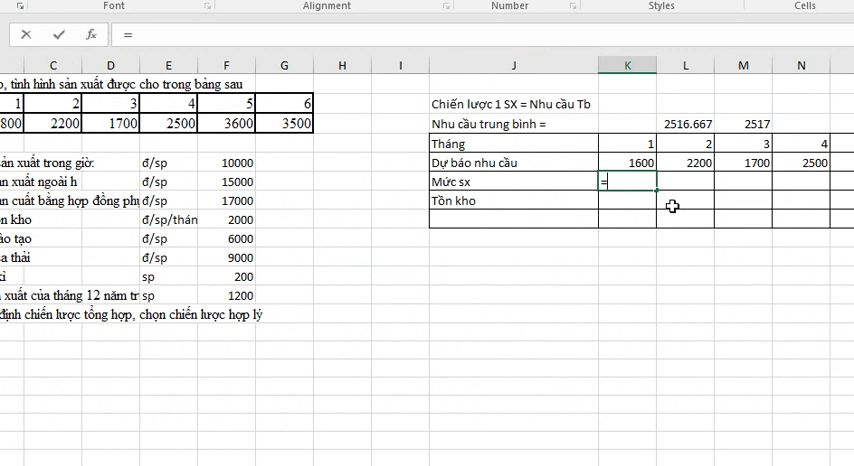 Font Alignment Number Styles Cells
fx =
C D E F G H I J K L M N
, tình hình sản xuất được cho trong bảng sau
1 2 3 4 5 6 Chiến lược 1 SX = Nhu cầu Tb
800 2200 1700 2500 3600 3500 Nhu cầu trung bình = 2516.667 2517
Tháng 1 2 3 4
sản xuất trong giờ: đ/sp 10000 Dự báo nhu cầu 1600 2200 1700 2500
n xuất ngoài h đ/sp 15000 Mức sx =
n cuất bằng hợp đồng phụ đ/sp 17000 Tồn kho
n kho đ/sp/thán 2000
ào tạo đ/sp 6000
a thải đ/sp 9000
sp 200
xuất của tháng 12 năm tr sp 1200
định chiến lược tổng hợp, chọn chiến lược hợp lý